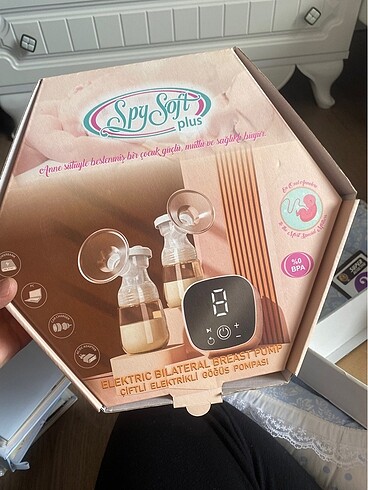 SpySoft
plus
Anne sütüyle beslenmiş bir çocuk güçlü, mutlu ve sağlıklı büyür.
%0
BPA
8
ELEKTRIC BILATERAL BREAST PUMP
ÇİFTLİ ELEKTRİKLİ GÖĞÜS POMPASI